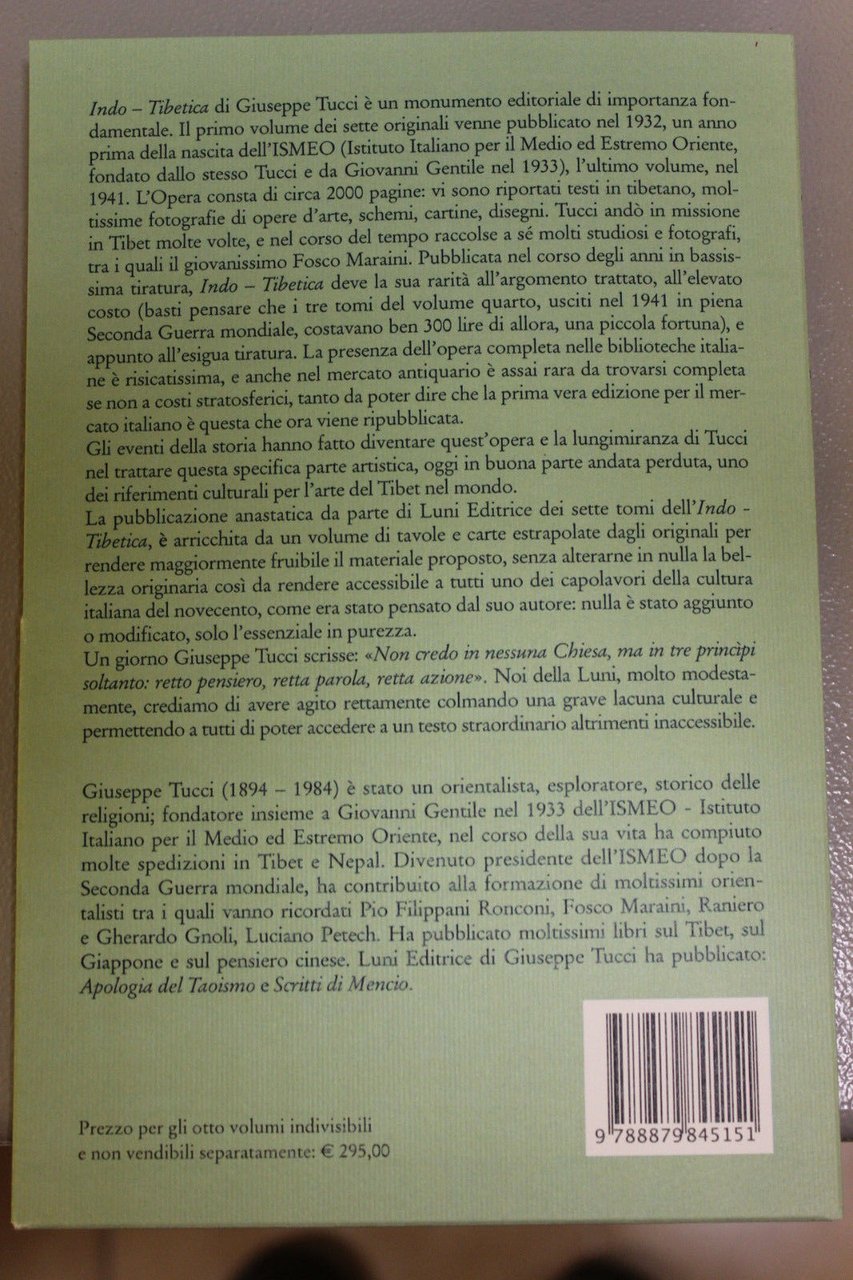 Indo – Tibetica di Giuseppe Tucci è un monumento editoriale di importanza fon-
damentale. Il primo volume dei sette originali venne pubblicato nel 1932, un anno
prima della nascita dell'ISMEO (Istituto Italiano per il Medio ed Estremo Oriente,
fondato dallo stesso Tucci e da Giovanni Gentile nel 1933), l'ultimo volume, nel
1941. L'Opera consta di circa 2000 pagine: vi sono riportati testi in tibetano, mol-
tissime fotografie di opere d'arte, schemi, cartine, disegni. Tucci andò in missione
in Tibet molte volte, e nel corso del tempo raccolse a sé molti studiosi e fotografi,
tra i quali il giovanissimo Fosco Maraini. Pubblicata nel corso degli anni in bassis-
sima tiratura, Indo – Tibetica deve la sua rarità all'argomento trattato, all'elevato
costo (basti pensare che i tre tomi del volume quarto, usciti nel 1941 in piena
Seconda Guerra mondiale, costavano ben 300 lire di allora, una piccola fortuna), e
appunto all'esigua tiratura. La presenza dell'opera completa nelle biblioteche italia-
ne è risicatissima, e anche nel mercato antiquario è assai rara da trovarsi completa
se non a costi stratosferici, tanto da poter dire che la prima vera edizione per il mer-
cato italiano è questa che ora viene ripubblicata.
Gli eventi della storia hanno fatto diventare quest'opera e la lungimiranza di Tucci
nel trattare questa specifica parte artistica, oggi in buona parte andata perduta, uno
dei riferimenti culturali per l'arte del Tibet nel mondo.
La pubblicazione anastatica da parte di Luni Editrice dei sette tomi dell'Indo -
Tibetica, è arricchita da un volume di tavole e carte estrapolate dagli originali per
rendere maggiormente fruibile il materiale proposto, senza alterarne in nulla la bel-
lezza originaria così da rendere accessibile a tutti uno dei capolavori della cultura
italiana del novecento, come era stato pensato dal suo autore: nulla è stato aggiunto
o modificato, solo l'essenziale in purezza.
Un giorno Giuseppe Tucci scrisse: «Non credo in nessuna Chiesa, ma in tre princìpi
soltanto: retto pensiero, retta parola, retta azione». Noi della Luni, molto modesta-
mente, crediamo di avere agito rettamente colmando una grave lacuna culturale e
permettendo a tutti di poter accedere a un testo straordinario altrimenti inaccessibile.
Giuseppe Tucci (1894 – 1984) è stato un orientalista, esploratore, storico delle
religioni; fondatore insieme a Giovanni Gentile nel 1933 dell'ISMEO - Istituto
Italiano per il Medio ed Estremo Oriente, nel corso della sua vita ha compiuto
molte spedizioni in Tibet e Nepal. Divenuto presidente dell'ISMEO dopo la
Seconda Guerra mondiale, ha contribuito alla formazione di moltissimi orien-
talisti tra i quali vanno ricordati Pio Filippani Ronconi, Fosco Maraini, Raniero
e Gherardo Gnoli, Luciano Petech. Ha pubblicato moltissimi libri sul Tibet, sul
Giappone e sul pensiero cinese. Luni Editrice di Giuseppe Tucci ha pubblicato:
Apologia del Taoismo e Scritti di Mencio.
Prezzo per gli otto volumi indivisibili
e non vendibili separatamente: € 295,00
9 788879 845151